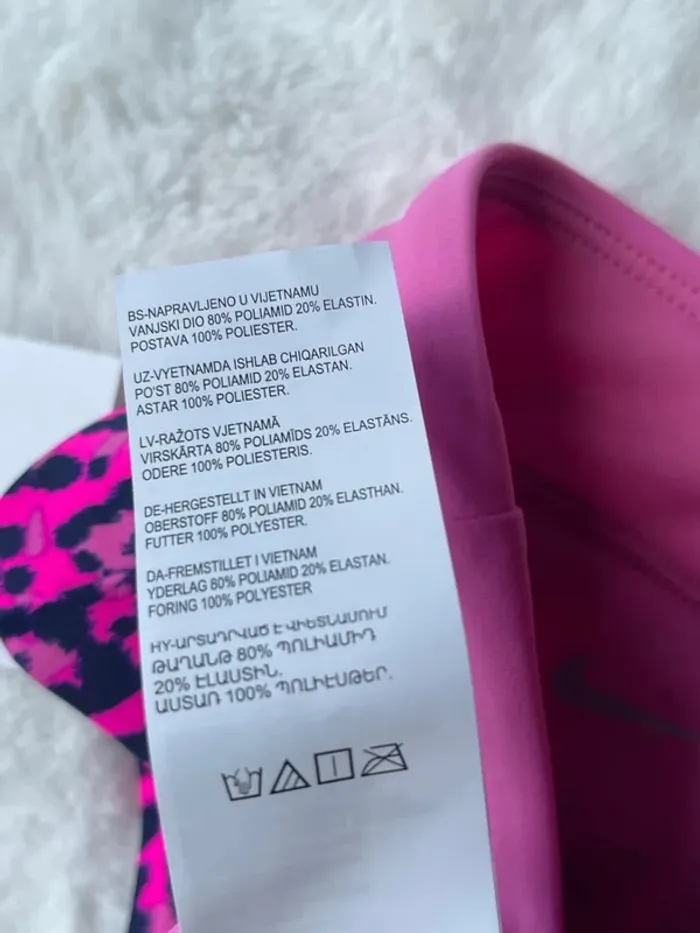 BS-NAPRAVLJENO U VIJETNAMU
VANJSKI DIO 80% POLIAMID 20% ELASTIN.
POSTAVA 100% POLIESTER.
UZ-VYETNAMDA ISHLAB CHIQARILGAN
PO'ST 80% POLIAMID 20% ELASTAN.
ASTAR 100% POLIESTER.
LV-RAŽOTS VJETNAMĀ
VIRSKĀRTA 80% POLIAMĪDS 20% ELASTĀNS.
ODERE 100% POLIESTERIS.
DE-HERGESTELLT IN VIETNAM
OBERSTOFF 80% POLIAMID 20% ELASTHAN.
FUTTER 100% POLYESTER.
DA-FREMSTILLET I VIETNAM
YDERLAG 80% POLIAMID 20% ELASTAN.
FORING 100% POLYESTER
HY-ԱՐՏԱԴՐՎԱԾ Է ՎԻԵՏՆԱՄՈՒՄ
ԹԱՂԱՆԹ 80% ՊՈԼԻԱՄԻԴ
20% ԷԼԱՍՏԻՆ.
ԱՍՏԱՌ 100% ՊՈԼԻԷՍԹԵՐ.